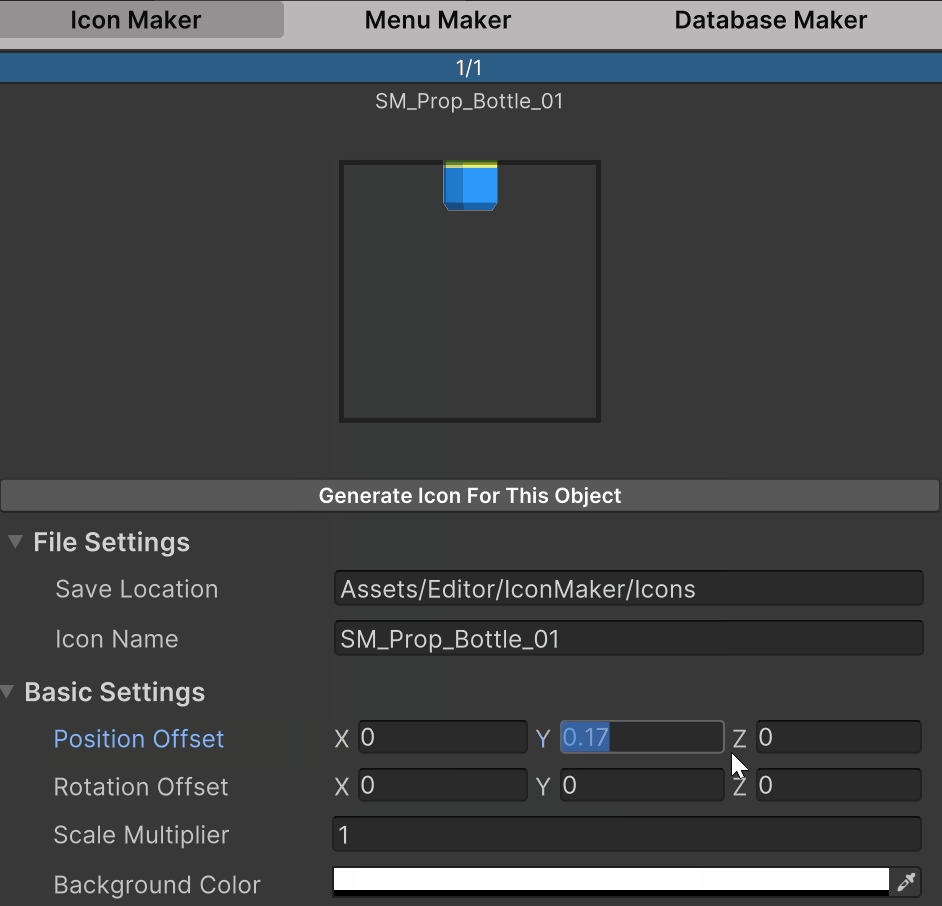 Icon Maker Menu Maker Database Maker
1/1
SM_Prop_Bottle_01
Generate Icon For This Object
File Settings
Save Location Assets/Editor/IconMaker/Icons
Icon Name SM_Prop_Bottle_01
Basic Settings
Position Offset X 0 Y 0.17 Z 0
Rotation Offset X 0 Y 0 Z 0
Scale Multiplier 1
Background Color